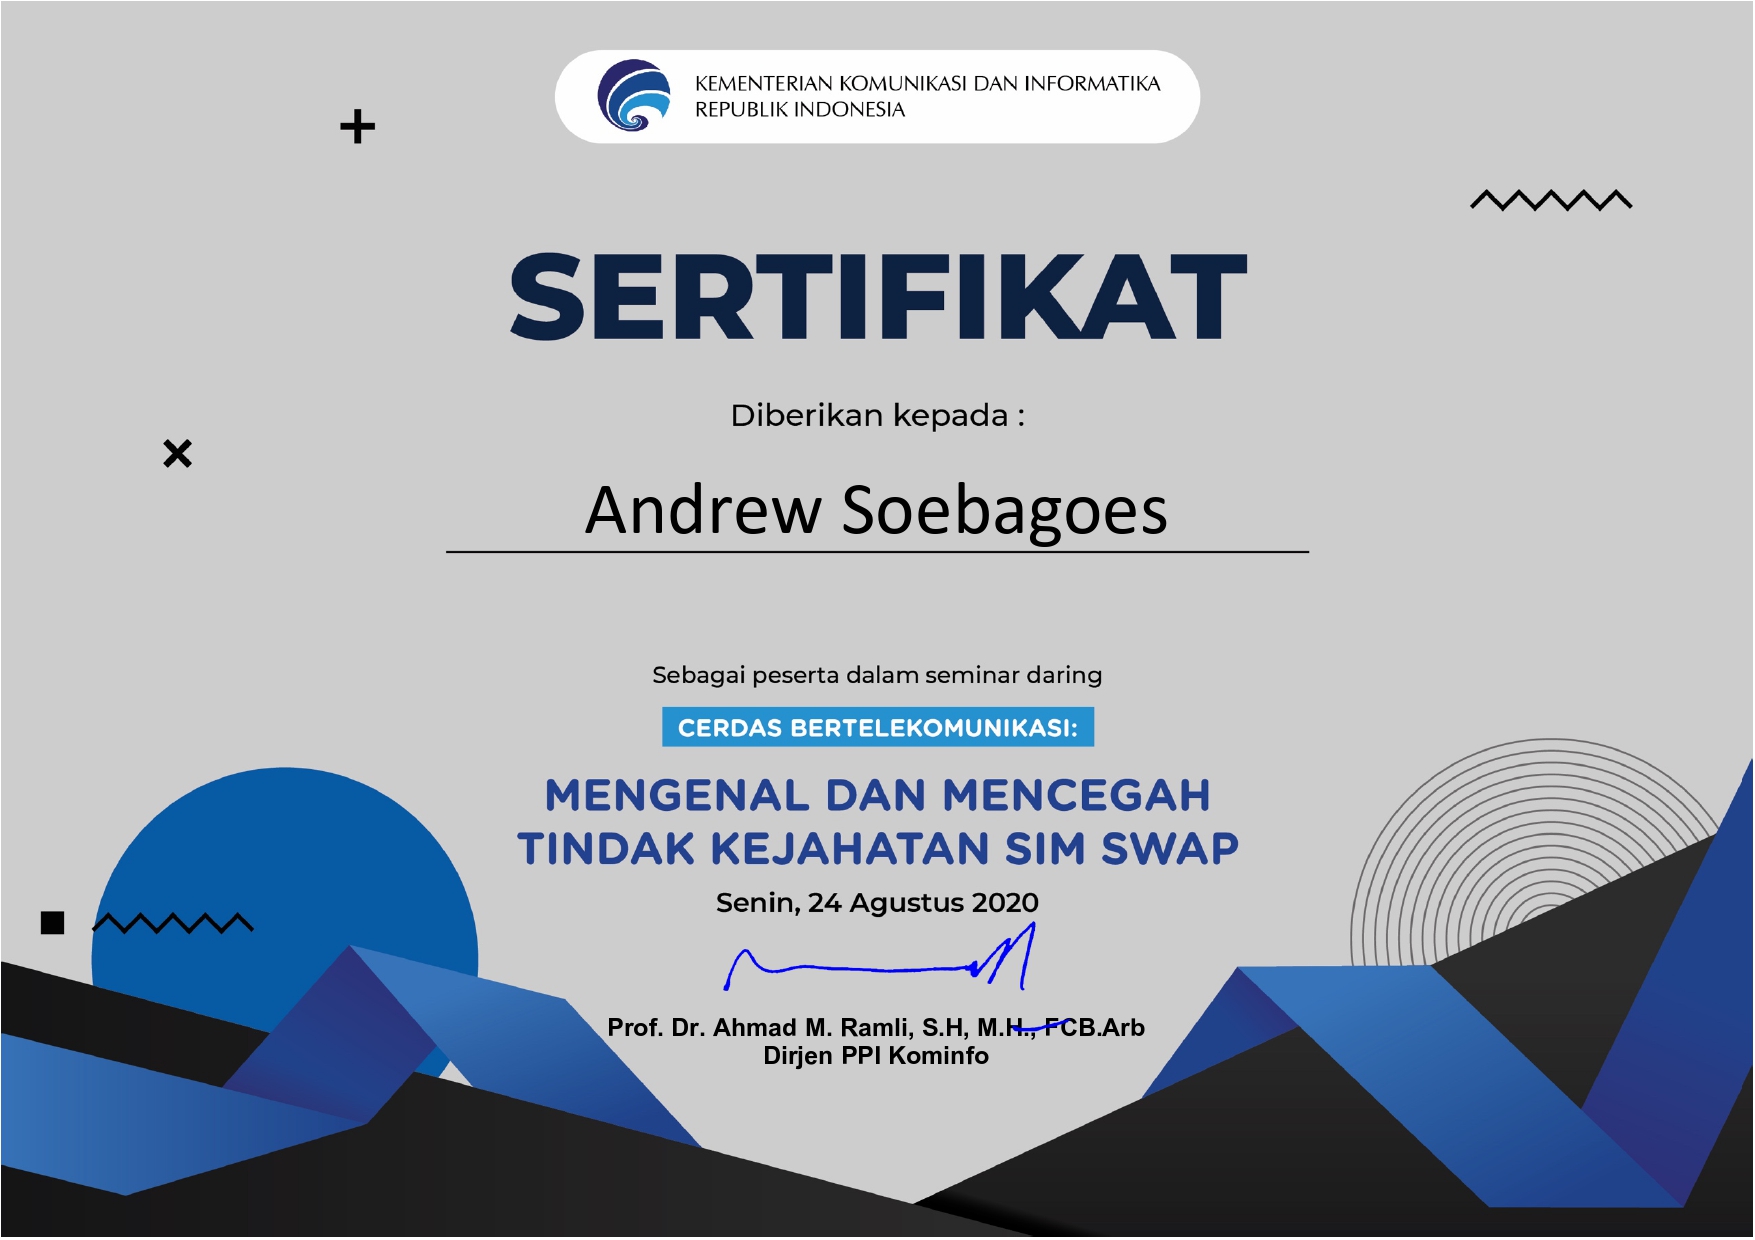 KEMENTERIAN KOMUNIKASI DAN INFORMATIKA
REPUBLIK INDONESIA
SERTIFIKAT
Diberikan kepada :
Andrew Soebagoes
Sebagai peserta dalam seminar daring
CERDAS BERTELEKOMUNIKASI:
MENGENAL DAN MENCEGAH
TINDAK KEJAHATAN SIM SWAP
Senin, 24 Agustus 2020
Prof. Dr. Ahmad M. Ramli, S.H, M.H., FCB.Arb
Dirjen PPI Kominfo